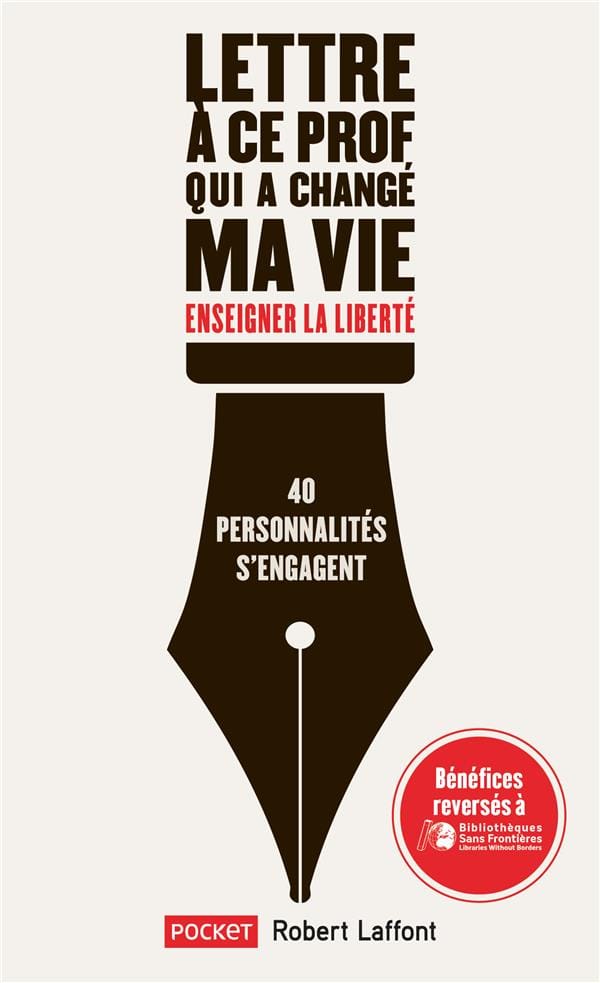 LETTRE
À CE PROF
QUI A CHANGÉ
MA VIE
ENSEIGNER LA LIBERTÉ
40
PERSONNALITÉS
S'ENGAGENT
Bénéfices
reversés à
Bibliothèques
Sans Frontières
Libraries Without Borders
POCKET Robert Laffont